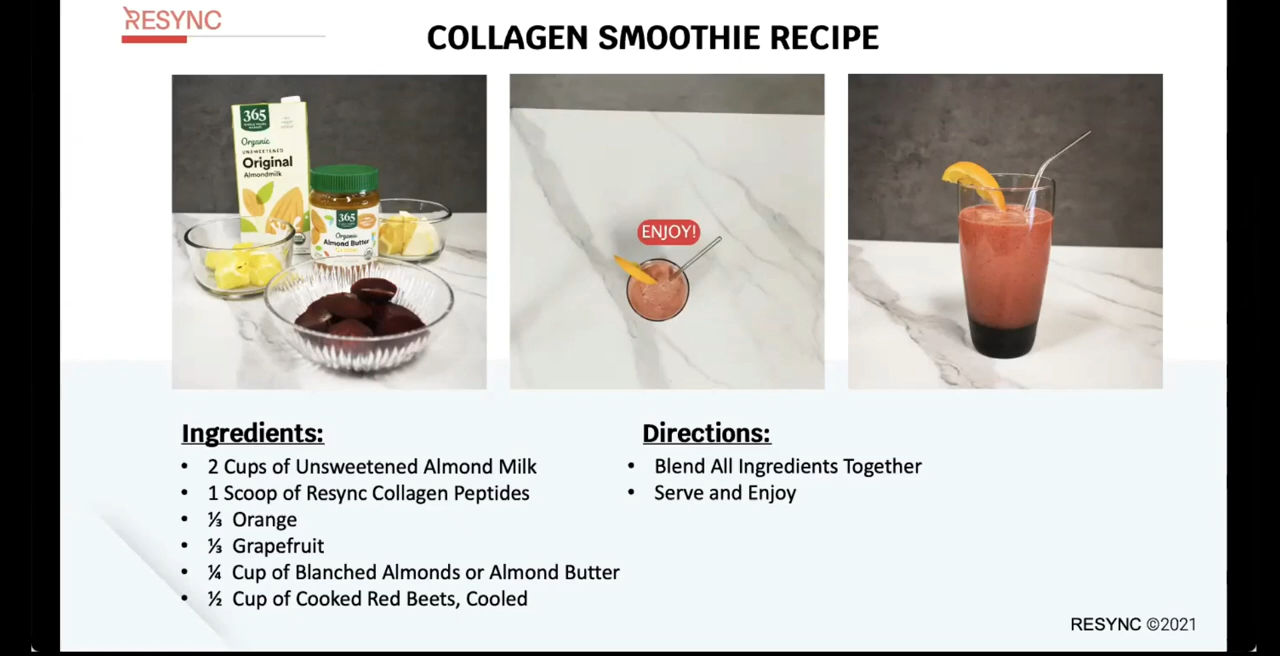 RESYNC
COLLAGEN SMOOTHIE RECIPE
365
WHOLE FOODS MARKET
Organic
UNSWEETENED
Original
Almondmilk
365
Organic
Almond Butter
ENJOY!
Ingredients:
• 2 Cups of Unsweetened Almond Milk
• 1 Scoop of Resync Collagen Peptides
• ⅓ Orange
• ⅓ Grapefruit
• ¼ Cup of Blanched Almonds or Almond Butter
• ½ Cup of Cooked Red Beets, Cooled
Directions:
• Blend All Ingredients Together
• Serve and Enjoy
RESYNC ©2021